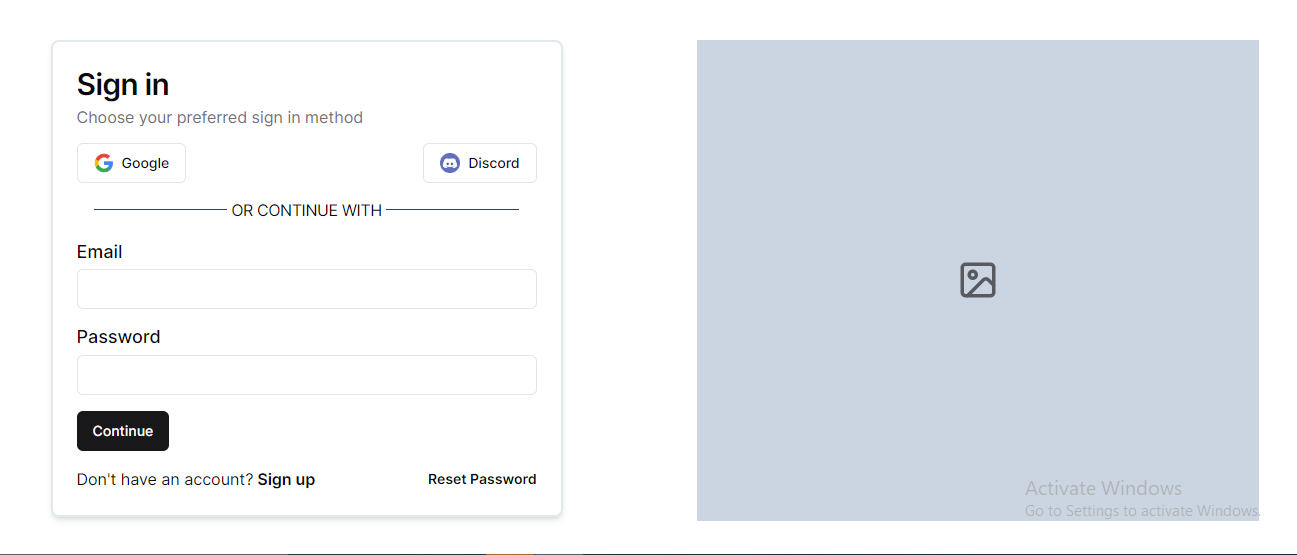 Sign in
Choose your preferred sign in method
Google
Discord
OR CONTINUE WITH
Email
Password
Continue
Don't have an account? Sign up
Reset Password
Activate Windows
Go to Settings to activate Windows.